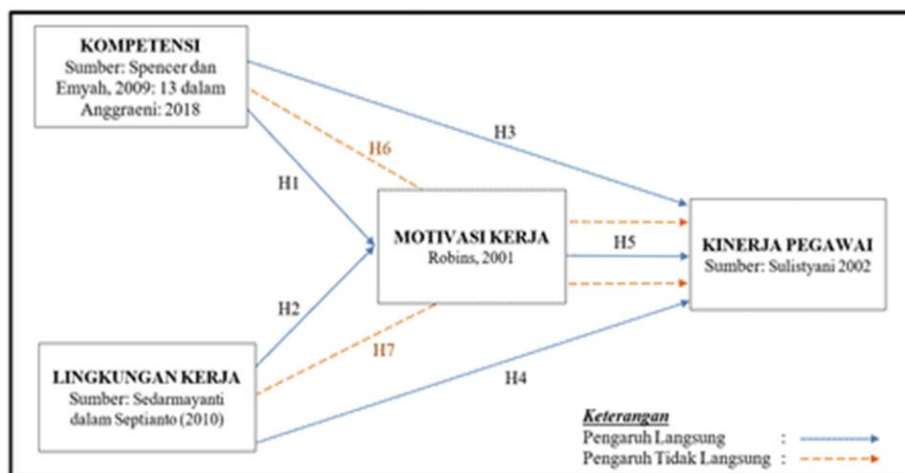 KOMPETENSI
Sumber: Spencer dan
Emyah, 2009: 13 dalam
Anggraeni: 2018
H3
H6
H1
MOTIVASI KERJA
Robins, 2001
H5
KINERJA PEGAWAI
Sumber: Sulistyani 2002
H2
H7
LINGKUNGAN KERJA
Sumber: Sedarmayanti
dalam Septianto (2010)
H4
Keterangan
Pengaruh Langsung :
Pengaruh Tidak Langsung :